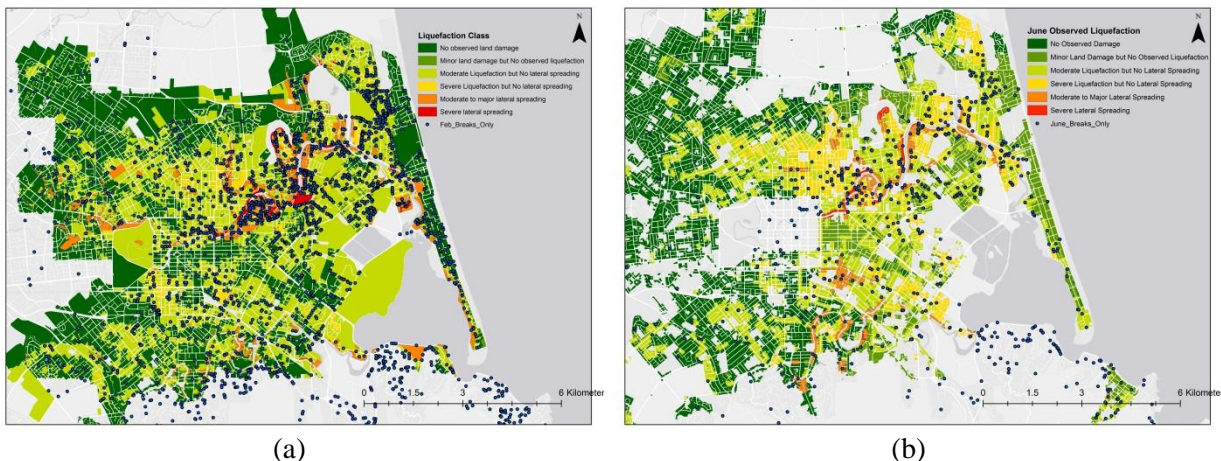 N
Liquefaction Class
No observed land damage
Minor land damage but No observed liquefaction
Moderate Liquefaction but No lateral spreading
Severe Liquefaction but No lateral spreading
Moderate to major lateral spreading
Severe lateral spreading
Feb_Breaks_Only
0 1.5 3 6 Kilomete
(a)
N
June Observed Liquefaction
No Observed Damage
Minor Land Damage but No Observed Liquefaction
Moderate Liquefaction but No Lateral Spreading
Severe Liquefaction but No Lateral Spreading
Moderate to Major Lateral Spreading
Severe Lateral Spreading
June_Breaks_Only
0 1.5 3 6 Kilomete
(b)